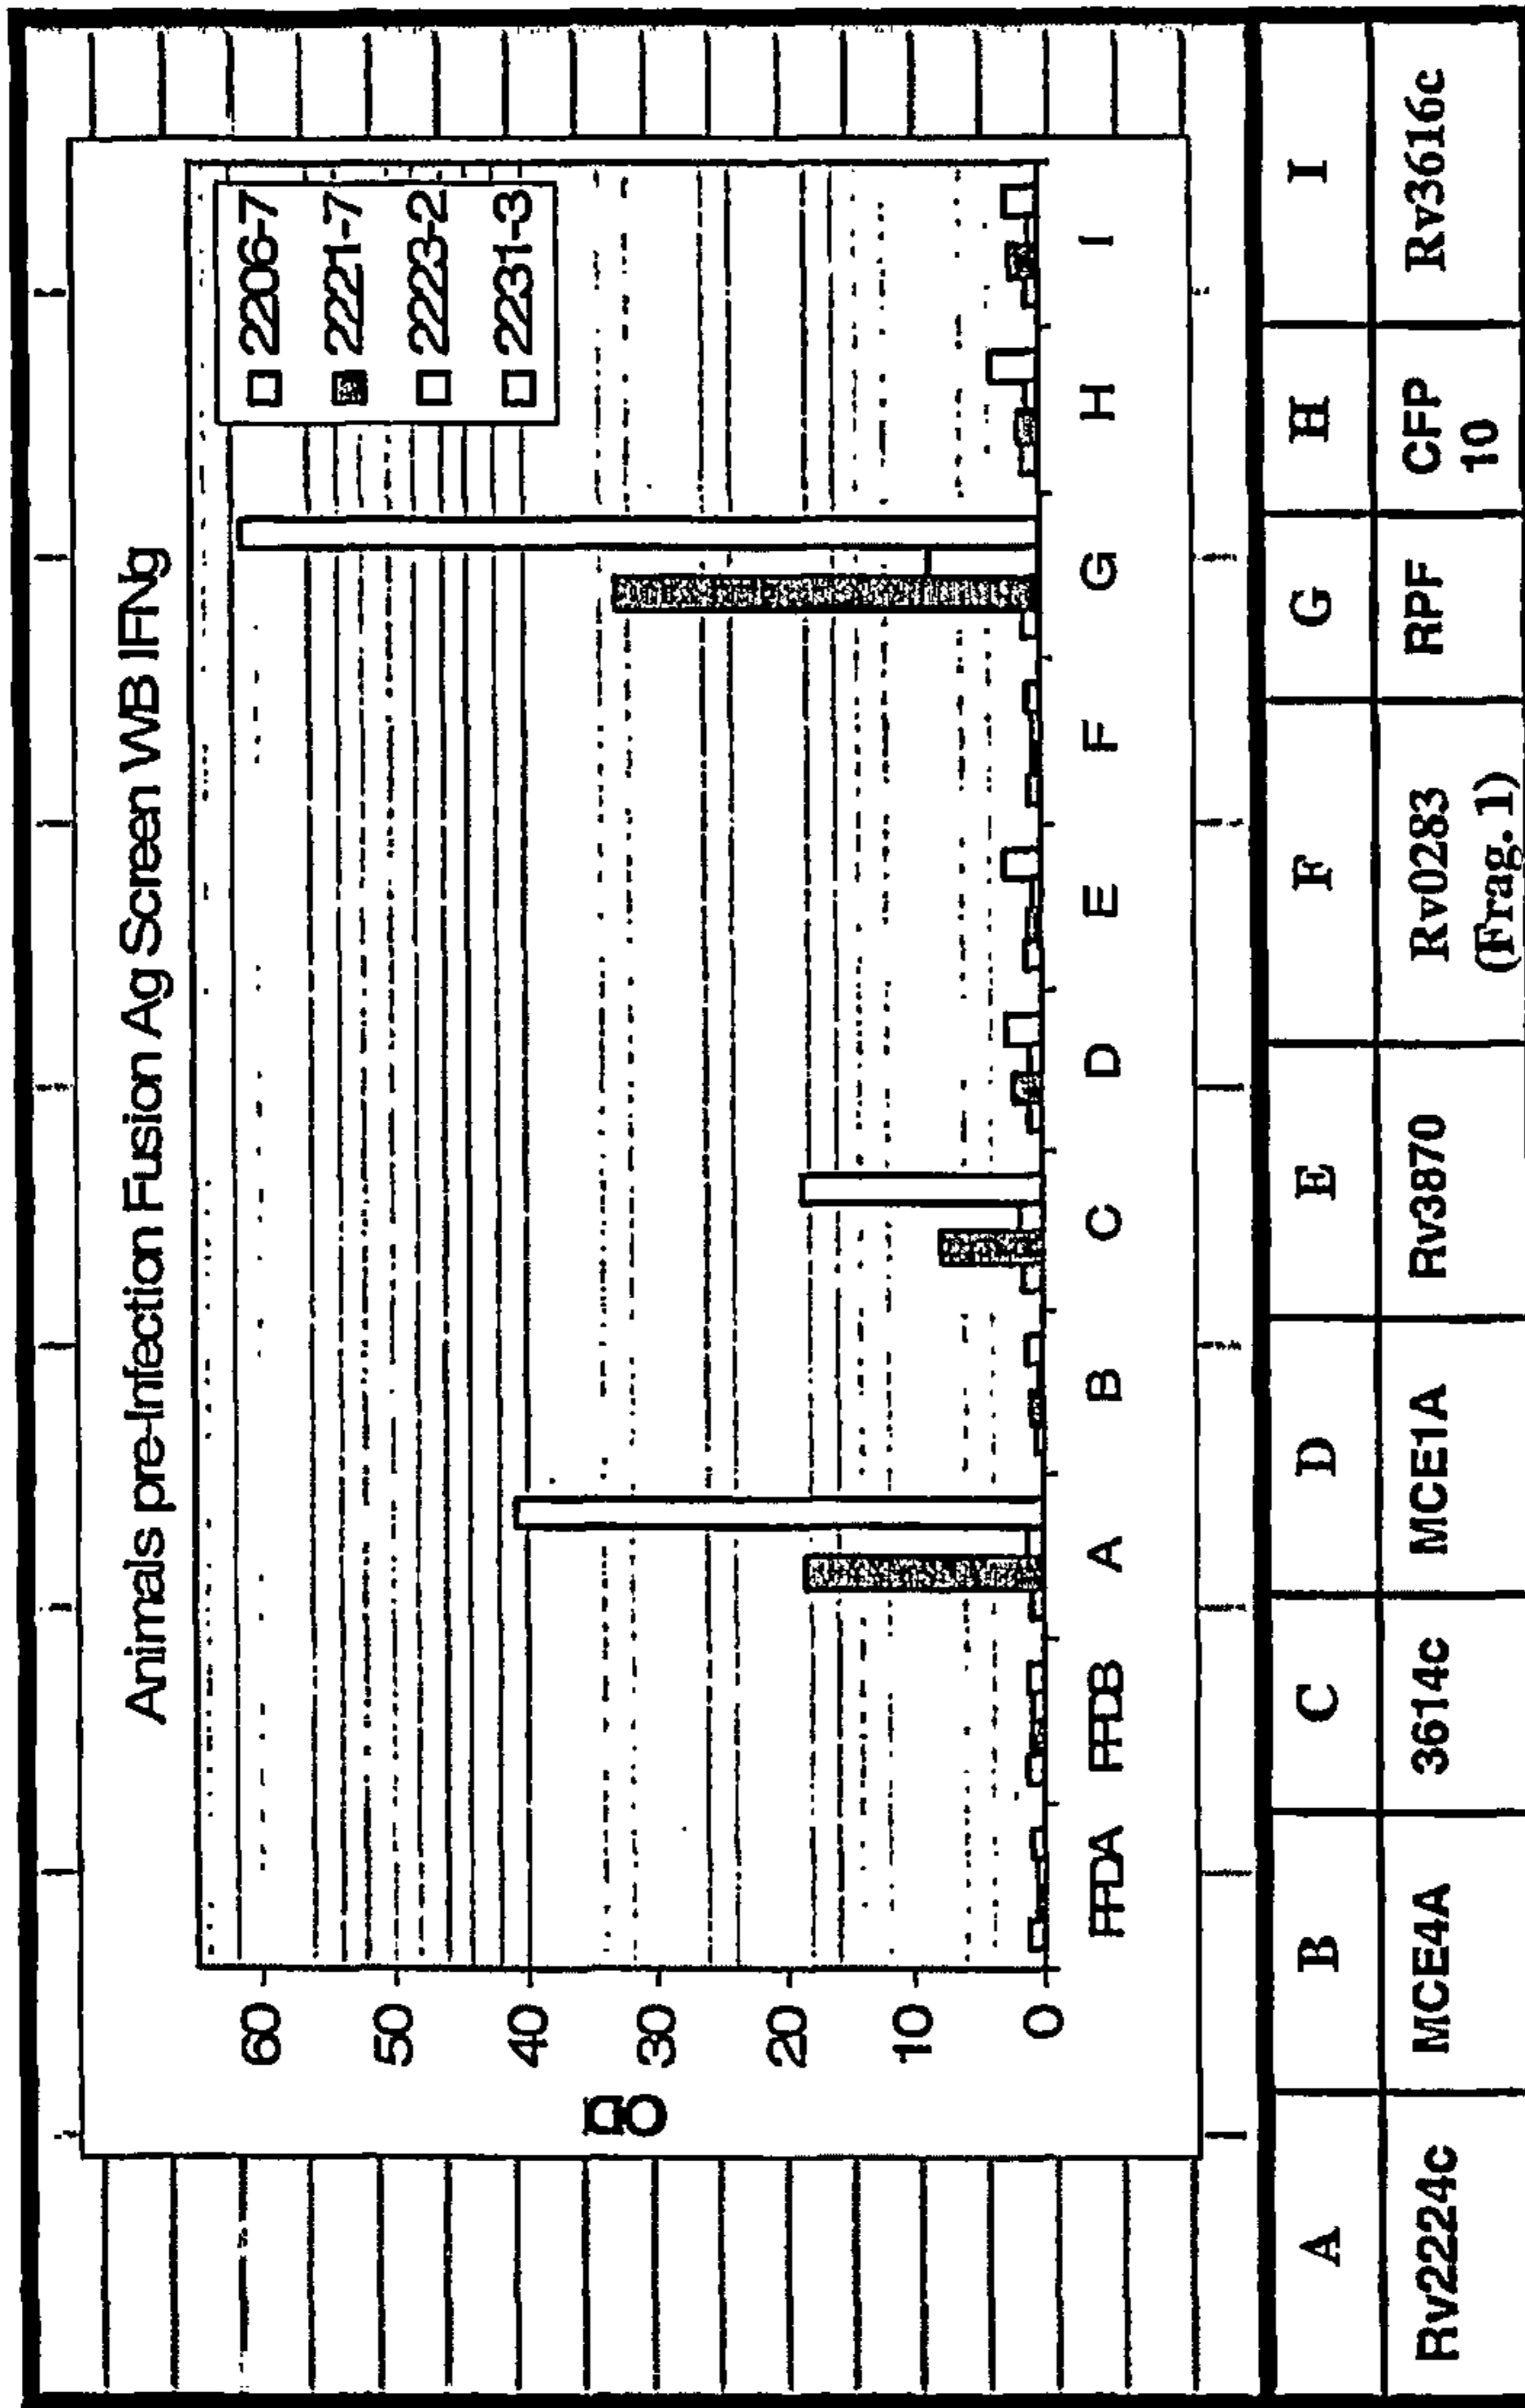 Animals pre-Infection Fusion Ag Screen WB IFNg
2206-7
2221-7
2223-2
2231-3
60
50
40
30
20
10
0
PPDA PPDB A B C D E F G H I
A B C D E F G H I
Rv2224c MCE4A 3614c MCE1A Rv3870 Rv0283 RPF CFP Rv3616c
(Frag. 1) 10